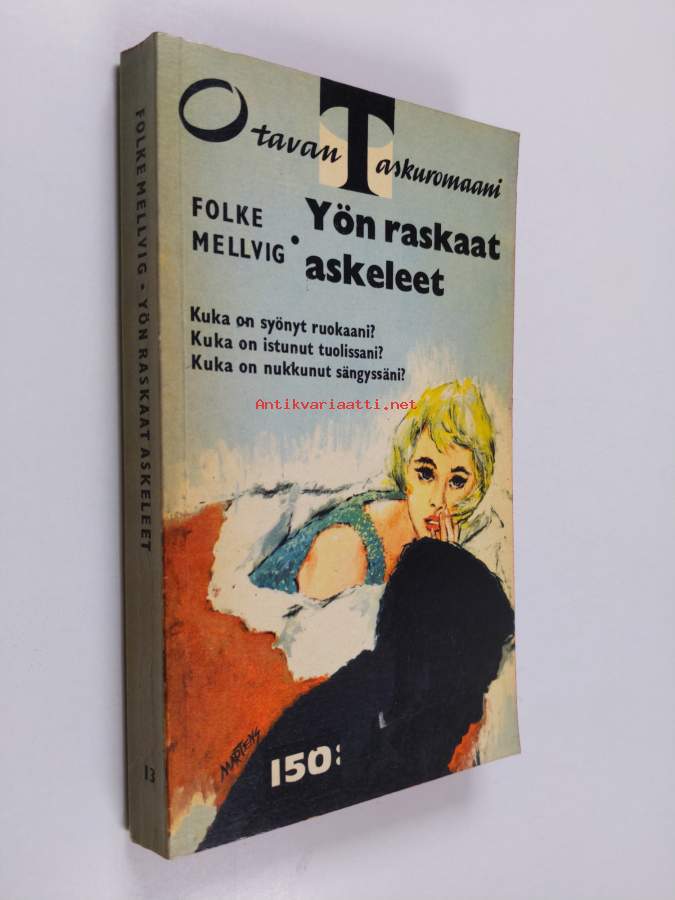 Otavan Taskuromaani
FOLKE
MELLVIG •
Yön raskaat
askeleet
Kuka on syönyt ruokaani?
Kuka on istunut tuolissani?
Kuka on nukkunut sängyssäni?
Antikvariaatti.net
MARTENS
150:
FOLKE MELLVIG • YÖN RASKAAT ASKELEET
13